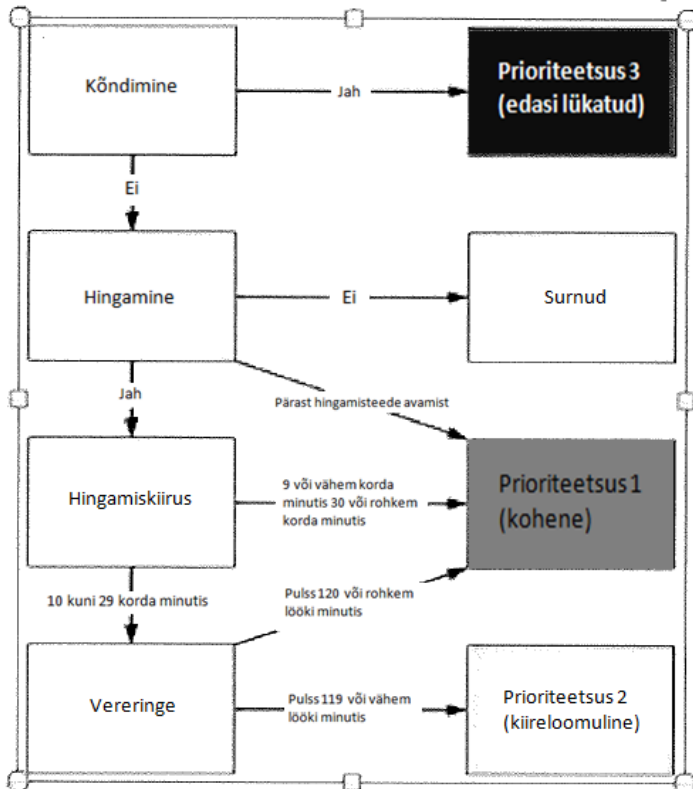 Kõndimine
Jah
Prioriteetsus 3
(edasi lükatud)
Ei
Hingamine
Ei
Surnud
Jah
Pärast hingamisteede avamist
Hingamiskiirus
9 või vähem korda
minutis 30 või rohkem
korda minutis
Prioriteetsus 1
(kohene)
10 kuni 29 korda minutis
Pulss 120 või rohkem
lööki minutis
Vereringe
Pulss 119 või vähem
lööki minutis
Prioriteetsus 2
(kiireloomuline)